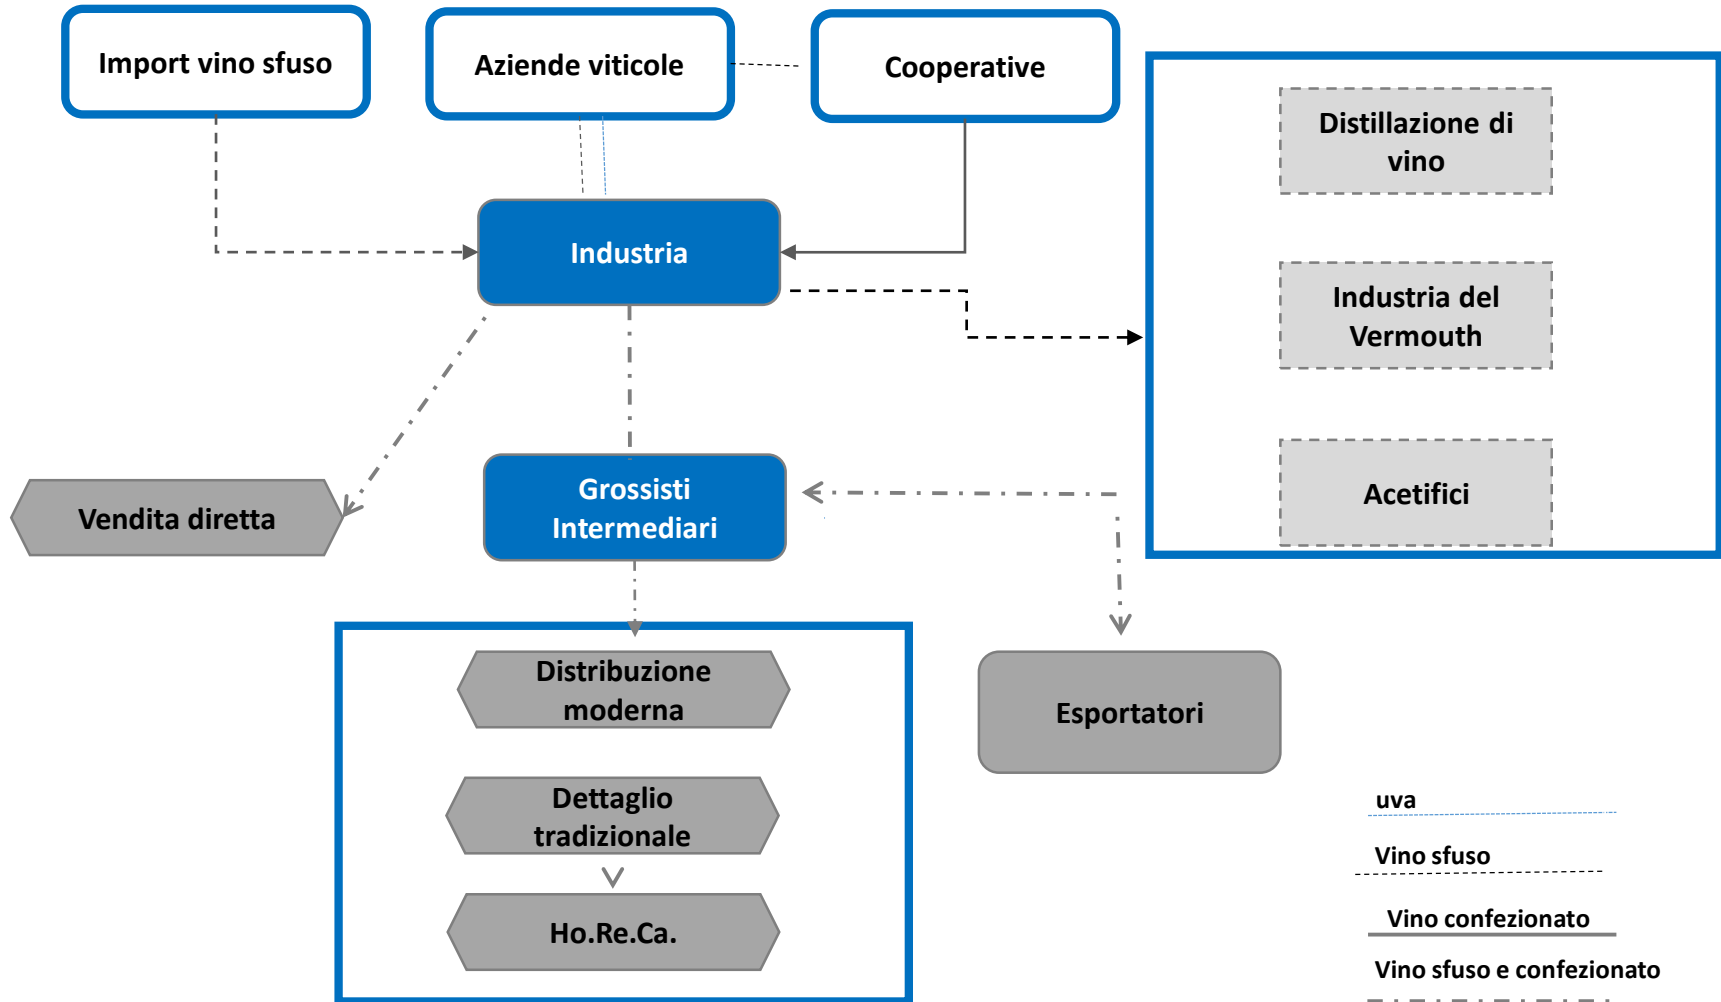 Import vino sfuso
Aziende viticole
Cooperative
Distillazione di
vino
Industria
Industria del
Vermouth
Grossisti
Intermediari
Acetifici
Vendita diretta
Distribuzione
moderna
Esportatori
Dettaglio
tradizionale
Ho.Re.Ca.
uva
Vino sfuso
Vino confezionato
Vino sfuso e confezionato